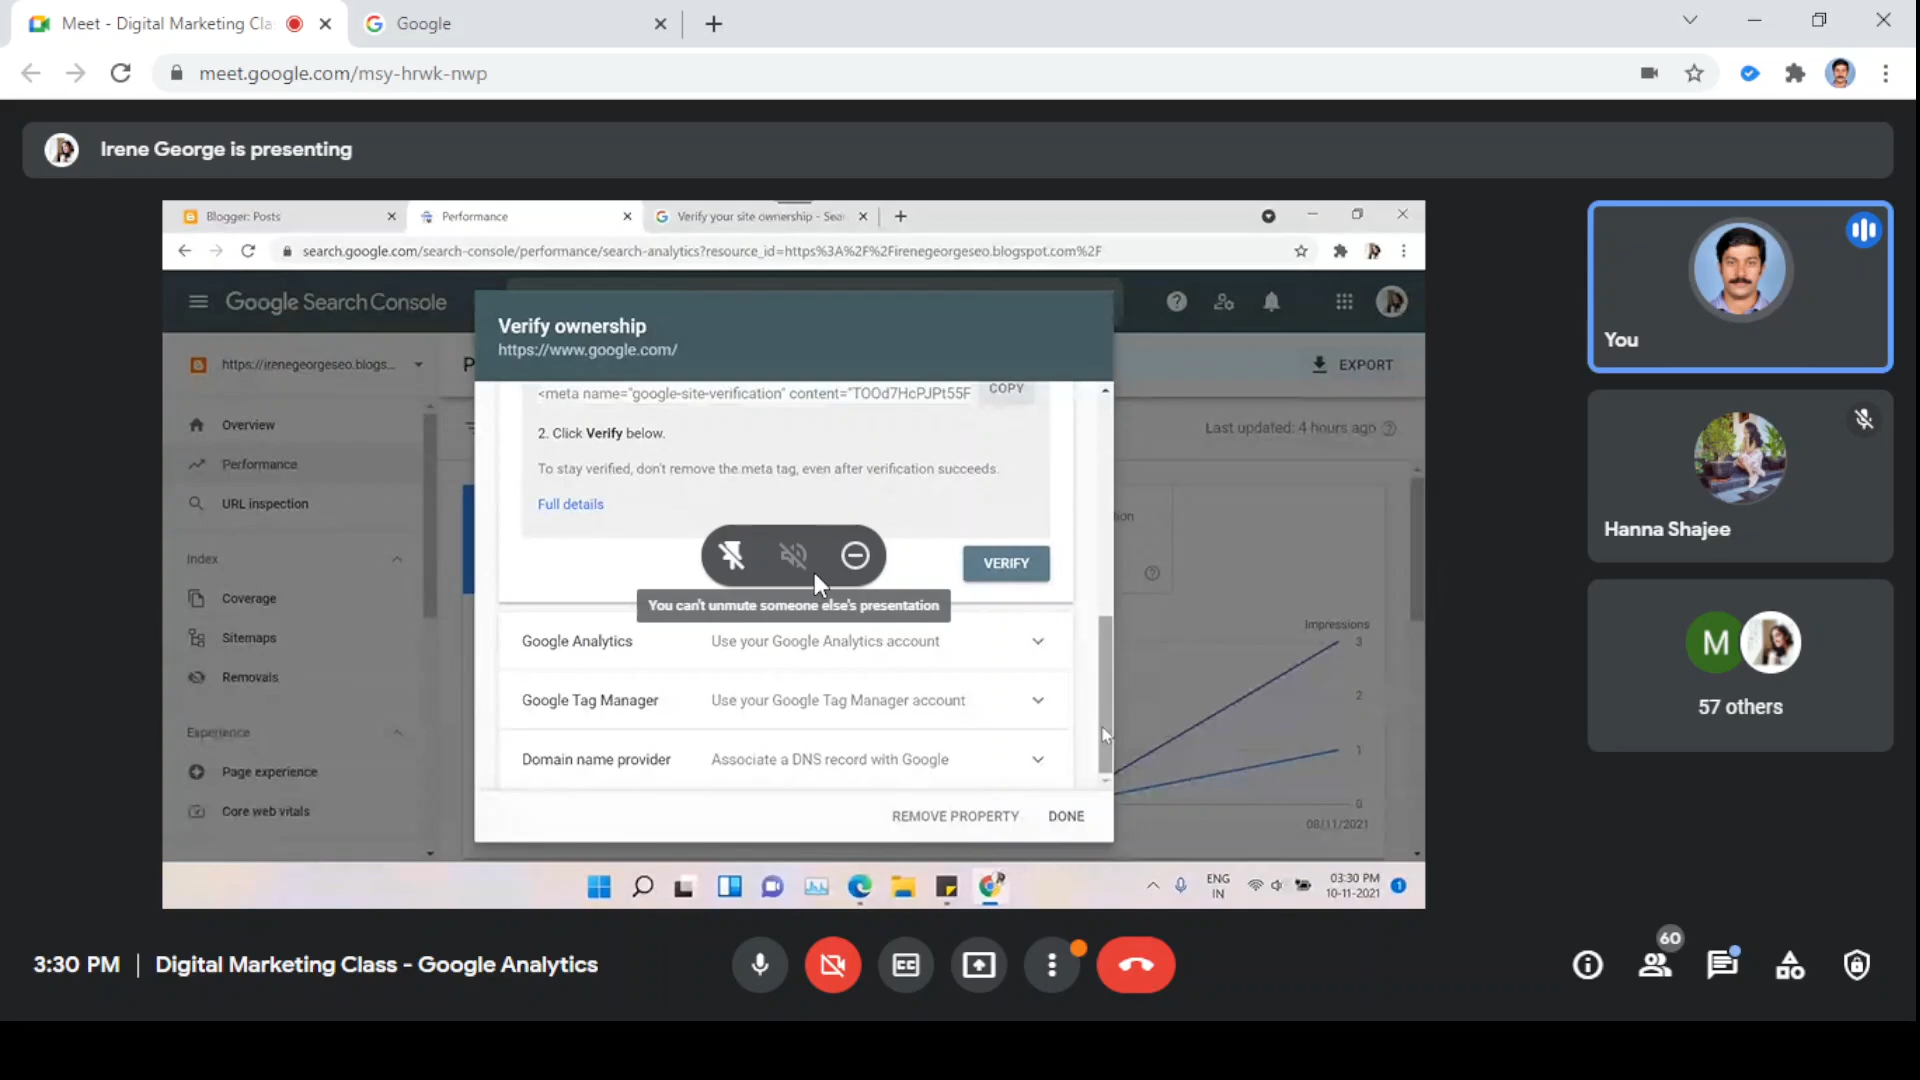 Meet - Digital Marketing Cla
Google
meet.google.com/msy-hrwk-nwp
Irene George is presenting
Blogger: Posts
Performance
Verify your site ownership - Sea
search.google.com/search-console/performance/search-analytics?resource_id=https%3A%2F%2Firenegeorgeseo.blogspot.com%2F
Google Search Console
Verify ownership
https://www.google.com/
https://irenegeorgeseo.blogs...
P
EXPORT
<meta name="google-site-verification" content="TOOd7HcPJPt55F
COPY
Overview
Last updated: 4 hours ago
2. Click Verify below.
Performance
To stay verified, don't remove the meta tag, even after verification succeeds.
URL inspection
Full details
tion
Index
VERIFY
Coverage
You can't unmute someone else's presentation
Impressions
Sitemaps
Google Analytics
Use your Google Analytics account
3
Removals
2
Google Tag Manager
Use your Google Tag Manager account
Experience
1
Domain name provider
Associate a DNS record with Google
Page experience
0
Core web vitals
REMOVE PROPERTY
DONE
08/11/2021
ENG
IN
03:30 PM
10-11-2021
1
You
Hanna Shajee
M
57 others
3:30 PM
Digital Marketing Class - Google Analytics
60